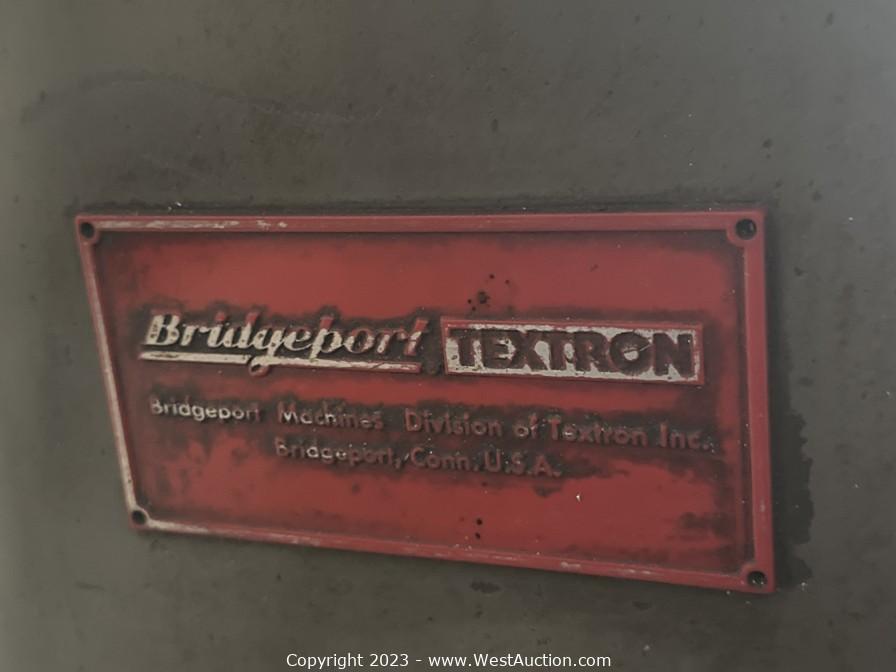 Bridgeport TEXTRON
Bridgeport Machines Division of Textron Inc.
Bridgeport, Conn. U.S.A.
Copyright 2023 - www.WestAuction.com